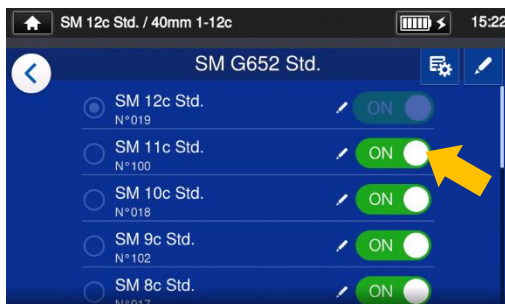 SM 12c Std. / 40mm 1-12c 15:22
SM G652 Std.
SM 12c Std. ON
N°019
SM 11c Std. ON
N°100
SM 10c Std. ON
N°018
SM 9c Std. ON
N°102
SM 8c Std. ON
N°017